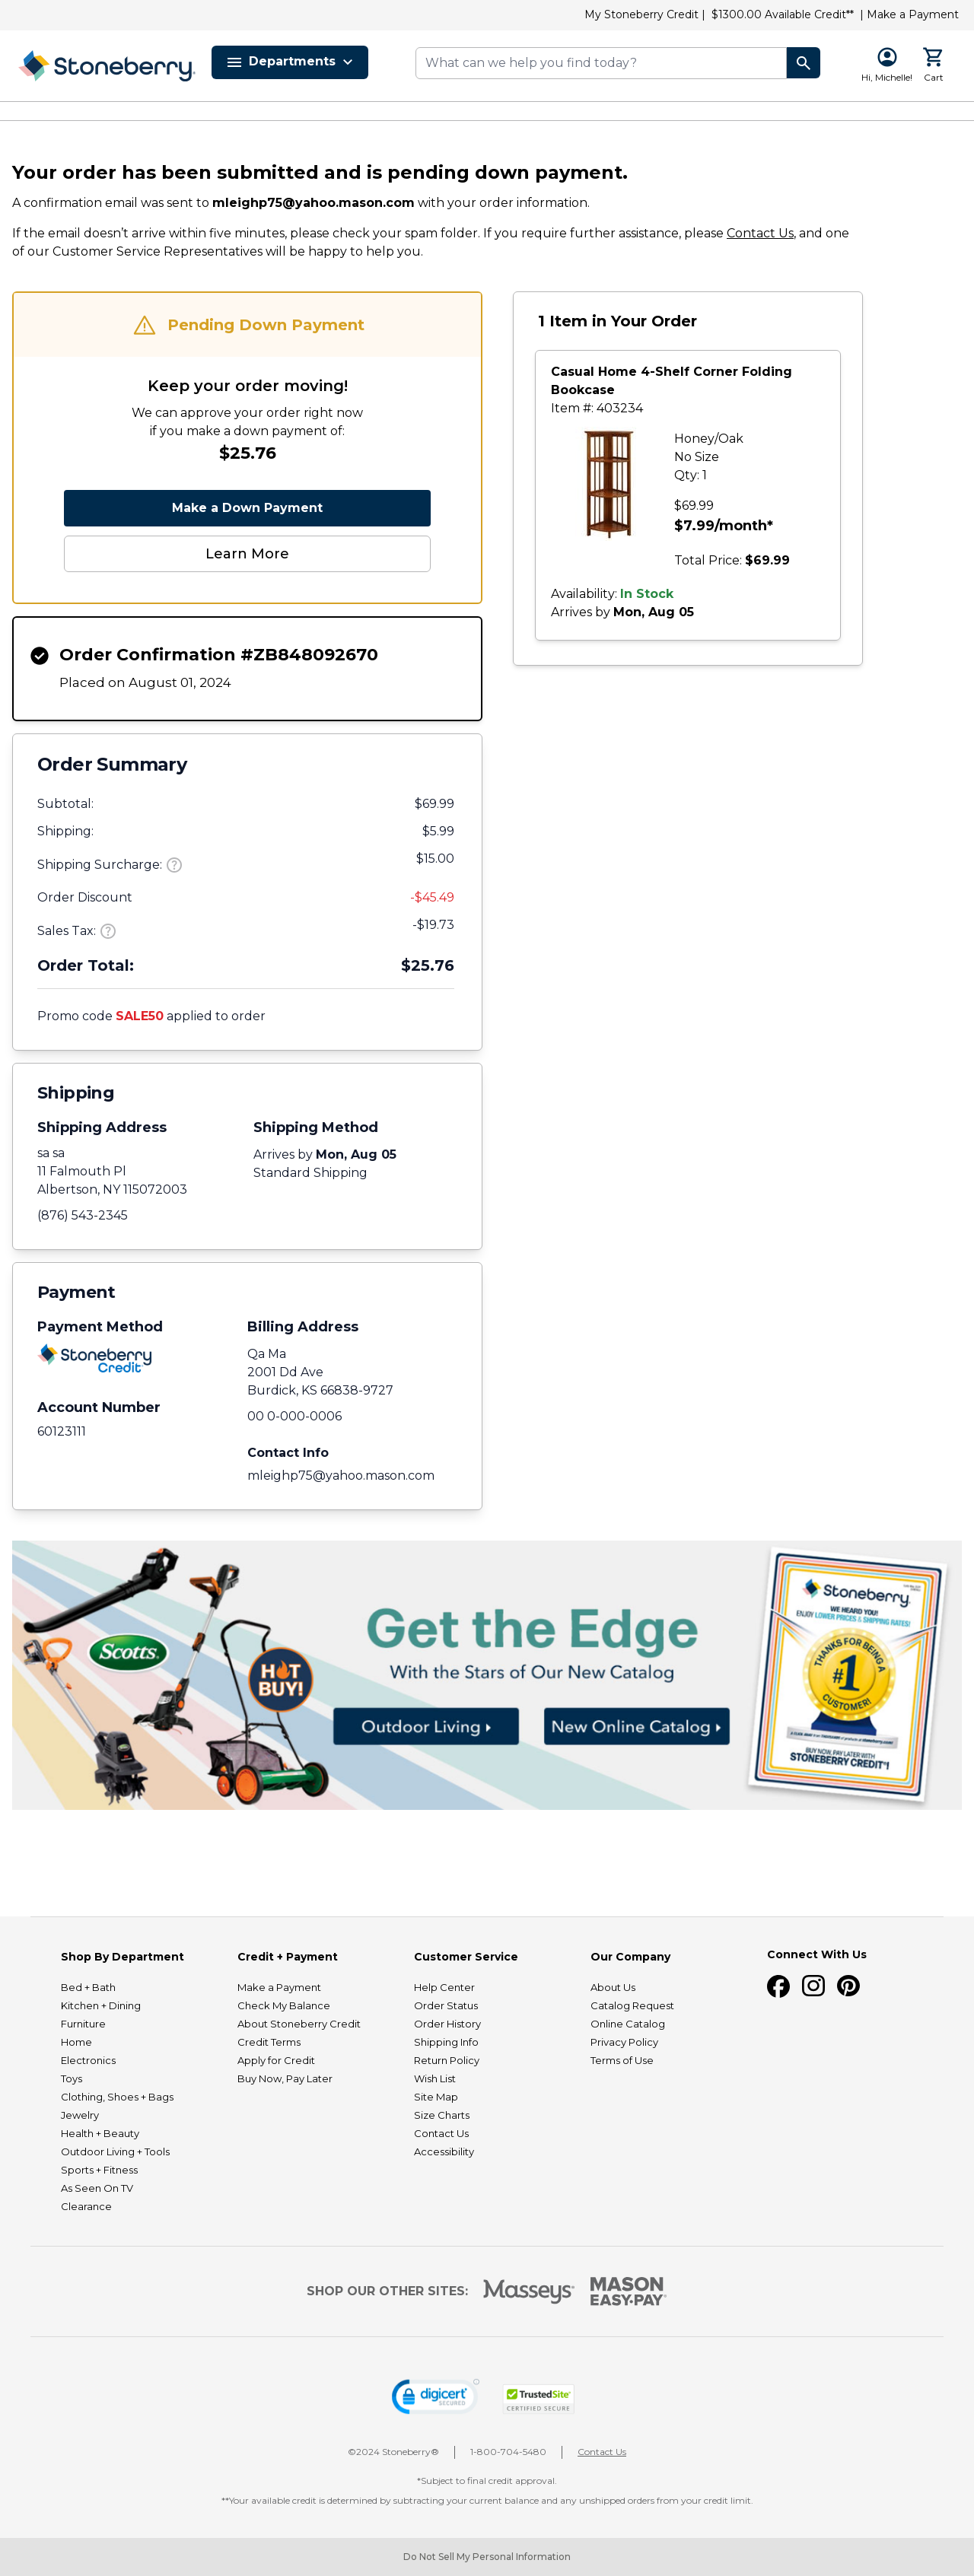 My Stoneberry Credit | $1300.00 Available Credit** | Make a Payment
Stoneberry.
Departments
What can we help you find today?
Hi, Michelle!
Cart
Your order has been submitted and is pending down payment.
A confirmation email was sent to mleighp75@yahoo.mason.com with your order information.
If the email doesn’t arrive within five minutes, please check your spam folder. If you require further assistance, please Contact Us, and one
of our Customer Service Representatives will be happy to help you.
Pending Down Payment
Keep your order moving!
We can approve your order right now
if you make a down payment of:
$25.76
Make a Down Payment
Learn More
1 Item in Your Order
Casual Home 4-Shelf Corner Folding
Bookcase
Item #: 403234
Honey/Oak
No Size
Qty: 1
$69.99
$7.99/month*
Total Price: $69.99
Availability: In Stock
Arrives by Mon, Aug 05
Order Confirmation #ZB848092670
Placed on August 01, 2024
Order Summary
Subtotal: $69.99
Shipping: $5.99
Shipping Surcharge: ? $15.00
Order Discount -$45.49
Sales Tax: ? -$19.73
Order Total: $25.76
Promo code SALE50 applied to order
Shipping
Shipping Address
sa sa
11 Falmouth Pl
Albertson, NY 115072003
(876) 543-2345
Shipping Method
Arrives by Mon, Aug 05
Standard Shipping
Payment
Payment Method
Stoneberry
Credit
Account Number
60123111
Billing Address
Qa Ma
2001 Dd Ave
Burdick, KS 66838-9727
00 0-000-0006
Contact Info
mleighp75@yahoo.mason.com
Scotts
HOT
BUY!
Get the Edge
With the Stars of Our New Catalog
Outdoor Living
New Online Catalog
Stoneberry.
WE HEARD YOU!
ENJOY LOWER PRICES & SHIPPING RATES!
THANKS FOR BEING A
#1
CUSTOMER!
BUY NOW, PAY LATER WITH
STONEBERRY CREDIT*!
Shop By Department
Bed + Bath
Kitchen + Dining
Furniture
Home
Electronics
Toys
Clothing, Shoes + Bags
Jewelry
Health + Beauty
Outdoor Living + Tools
Sports + Fitness
As Seen On TV
Clearance
Credit + Payment
Make a Payment
Check My Balance
About Stoneberry Credit
Credit Terms
Apply for Credit
Buy Now, Pay Later
Customer Service
Help Center
Order Status
Order History
Shipping Info
Return Policy
Wish List
Site Map
Size Charts
Contact Us
Accessibility
Our Company
About Us
Catalog Request
Online Catalog
Privacy Policy
Terms of Use
Connect With Us
SHOP OUR OTHER SITES:
Masseys
MASON
EASY-PAY
digicert
SECURED
TrustedSite
CERTIFIED SECURE
©2024 Stoneberry®
1-800-704-5480
Contact Us
*Subject to final credit approval.
**Your available credit is determined by subtracting your current balance and any unshipped orders from your credit limit.
Do Not Sell My Personal Information